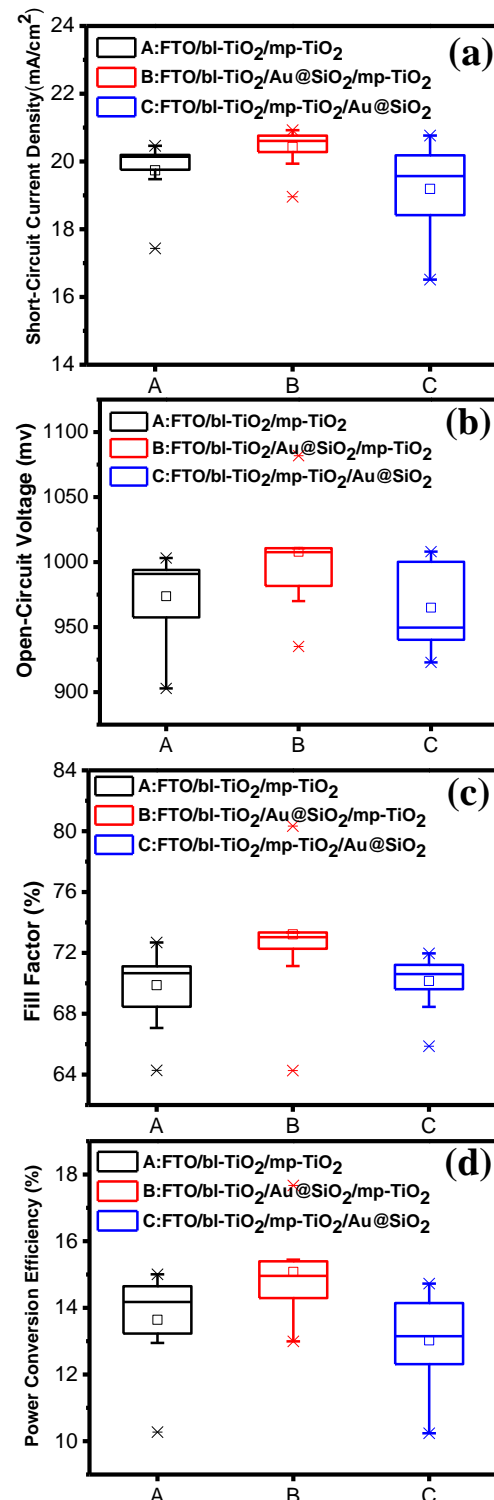 (a)
A:FTO/bl-TiO2/mp-TiO2
B:FTO/bl-TiO2/Au@SiO2/mp-TiO2
C:FTO/bl-TiO2/mp-TiO2/Au@SiO2
Short-Circuit Current Density(mA/cm2)
24
22
20
18
16
14
A B C
(b)
A:FTO/bl-TiO2/mp-TiO2
B:FTO/bl-TiO2/Au@SiO2/mp-TiO2
C:FTO/bl-TiO2/mp-TiO2/Au@SiO2
Open-Circuit Voltage (mv)
1100
1050
1000
950
900
A B C
(c)
A:FTO/bl-TiO2/mp-TiO2
B:FTO/bl-TiO2/Au@SiO2/mp-TiO2
C:FTO/bl-TiO2/mp-TiO2/Au@SiO2
Fill Factor (%)
84
80
76
72
68
64
A B C
(d)
A:FTO/bl-TiO2/mp-TiO2
B:FTO/bl-TiO2/Au@SiO2/mp-TiO2
C:FTO/bl-TiO2/mp-TiO2/Au@SiO2
Power Conversion Efficiency (%)
18
16
14
12
10
A B C